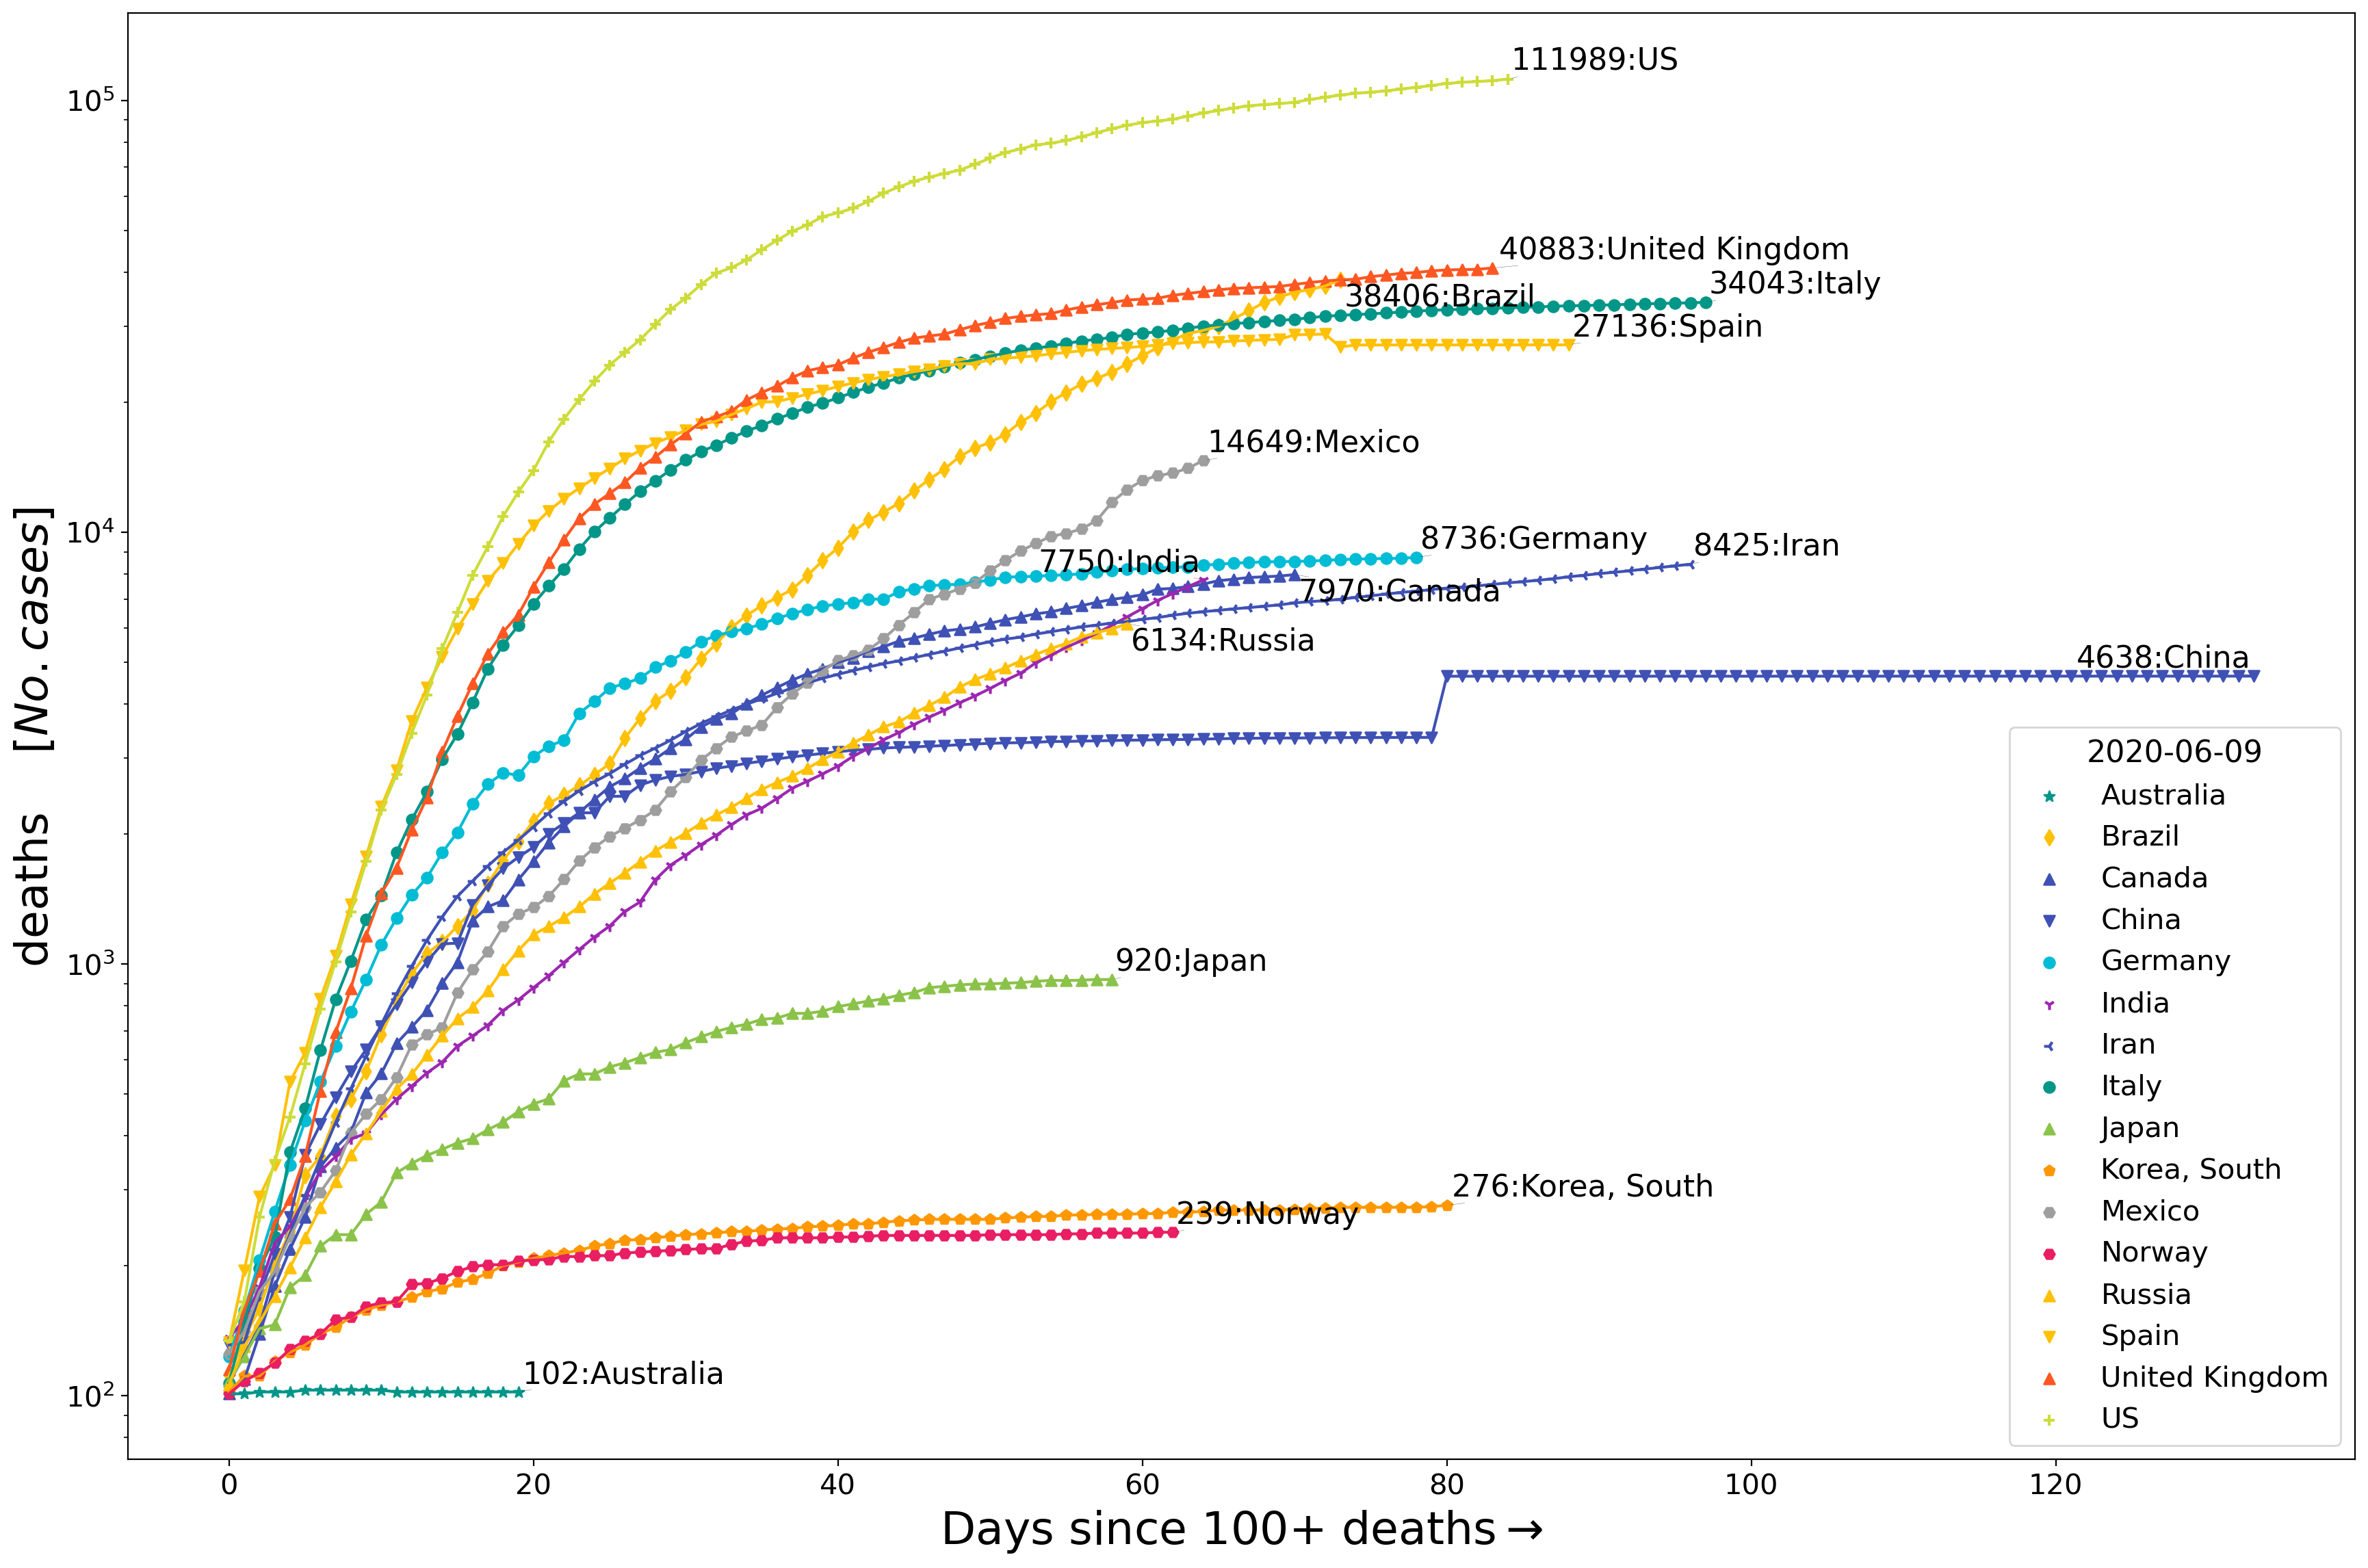 111989:US
10^5
40883:United Kingdom
34043:Italy
38406:Brazil
27136:Spain
14649:Mexico
10^4
8736:Germany
8425:Iran
7750:India
7970:Canada
6134:Russia
4638:China
deaths [No.cases]
920:Japan
10^3
276:Korea, South
239:Norway
102:Australia
10^2
2020-06-09
Australia
Brazil
Canada
China
Germany
India
Iran
Italy
Japan
Korea, South
Mexico
Norway
Russia
Spain
United Kingdom
US
0 20 40 60 80 100 120
Days since 100+ deaths→